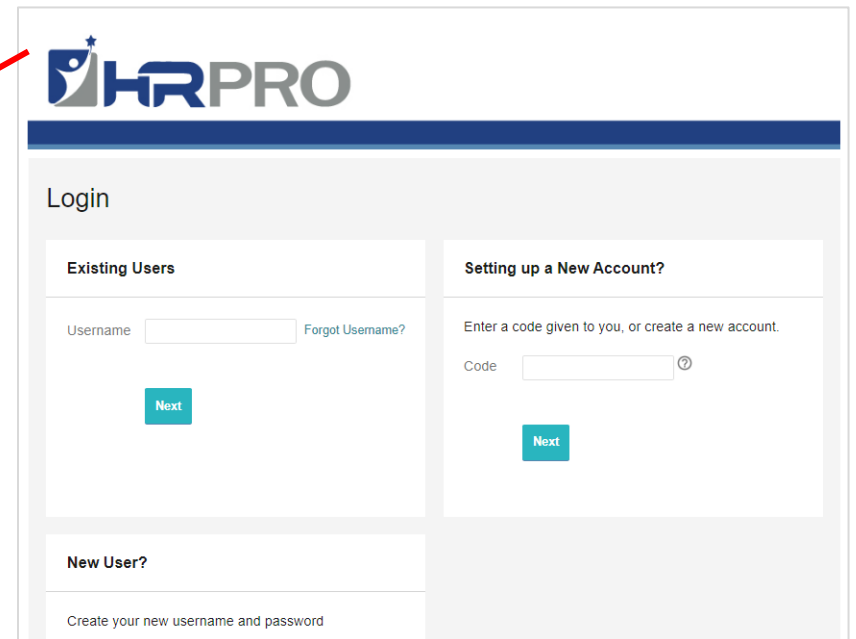 HRPRO
Login
Existing Users
Username
Forgot Username?
Next
Setting up a New Account?
Enter a code given to you, or create a new account.
Code
?
Next
New User?
Create your new username and password